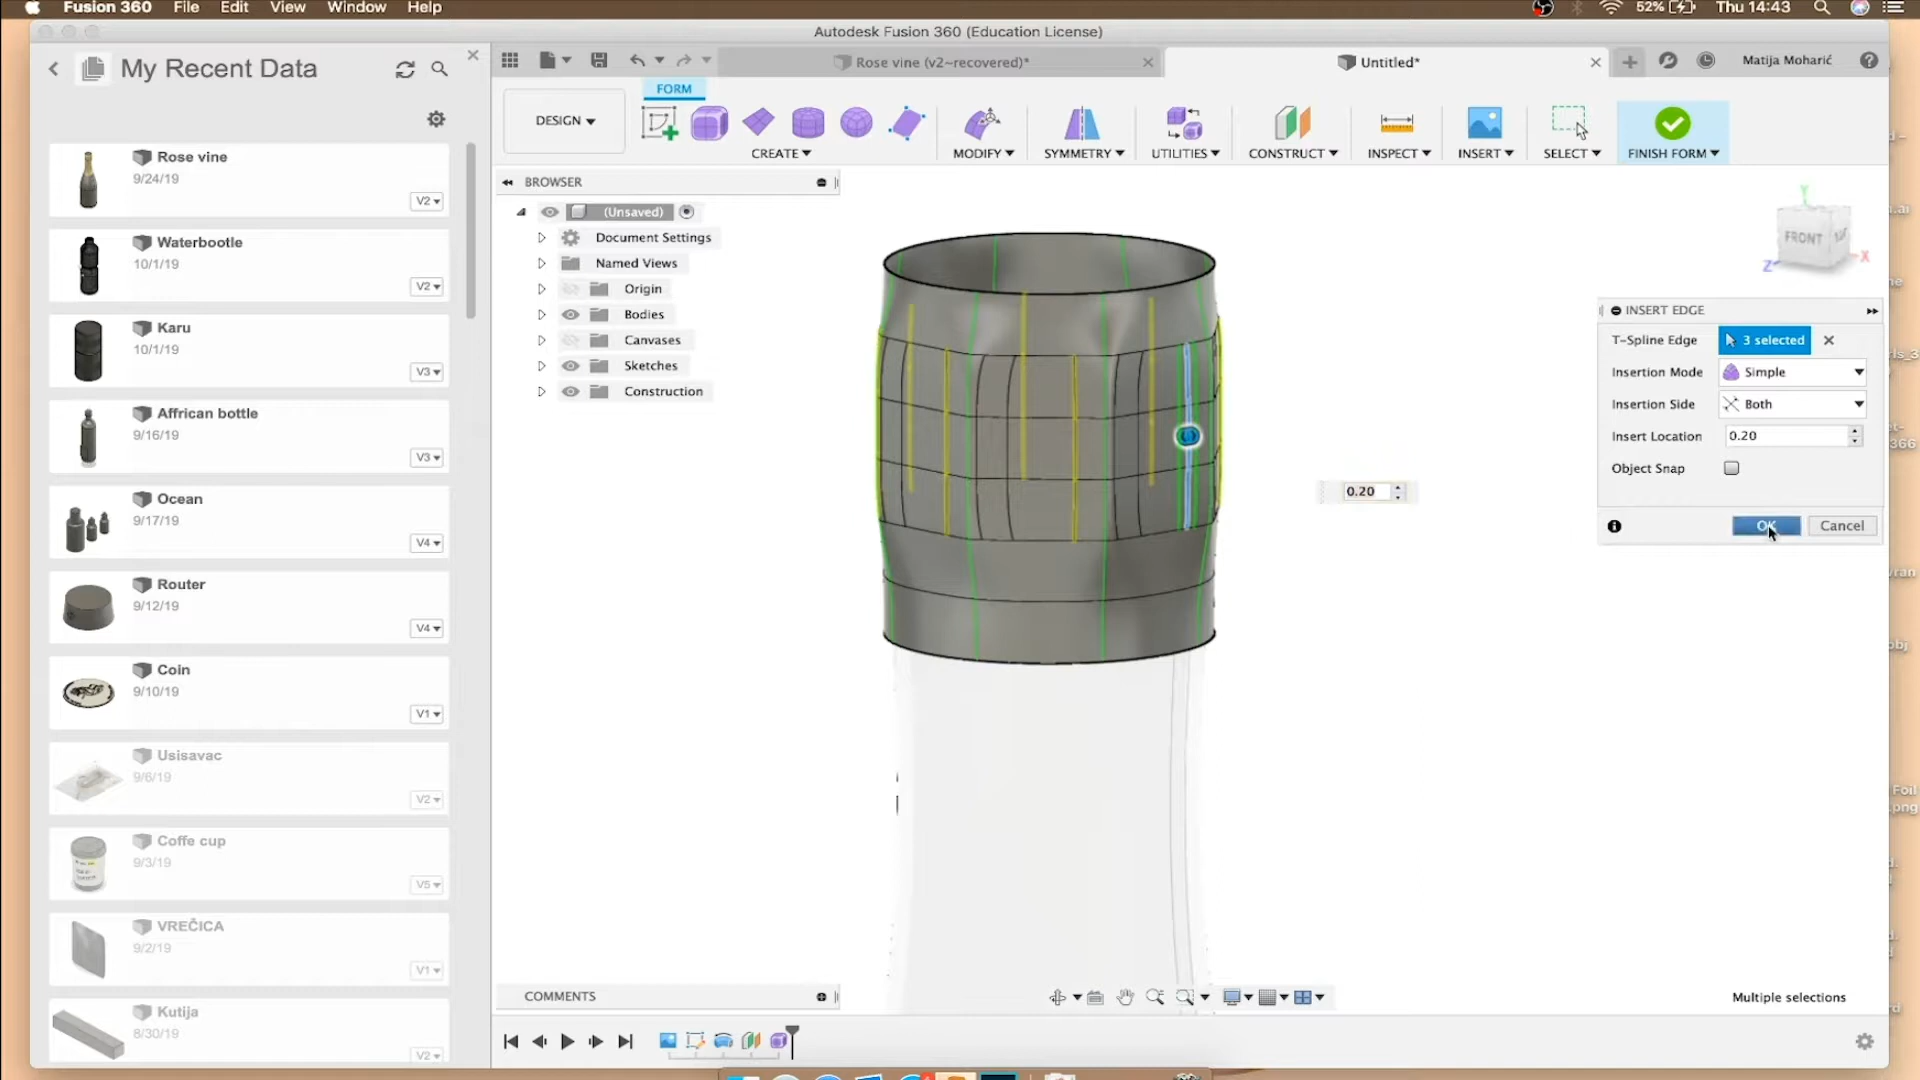 Fusion 360 File Edit View Window Help 52% Thu 14:43
Autodesk Fusion 360 (Education License)
My Recent Data
Rose vine (v2~recovered)*
Untitled*
Matija Moharić
DESIGN
FORM
CREATE
MODIFY
SYMMETRY
UTILITIES
CONSTRUCT
INSPECT
INSERT
SELECT
FINISH FORM
Rose vine
9/24/19
V2
Waterbootle
10/1/19
V2
Karu
10/1/19
V3
Affrican bottle
9/16/19
V3
Ocean
9/17/19
V4
Router
9/12/19
V4
Coin
9/10/19
V1
Usisavac
9/6/19
V2
Coffe cup
9/3/19
V5
VREČICA
9/2/19
V1
Kutija
8/30/19
V2
BROWSER
(Unsaved)
Document Settings
Named Views
Origin
Bodies
Canvases
Sketches
Construction
Y
FRONT
Z
X
0.20
INSERT EDGE
T-Spline Edge 3 selected
Insertion Mode Simple
Insertion Side Both
Insert Location 0.20
Object Snap
OK Cancel
COMMENTS
Multiple selections